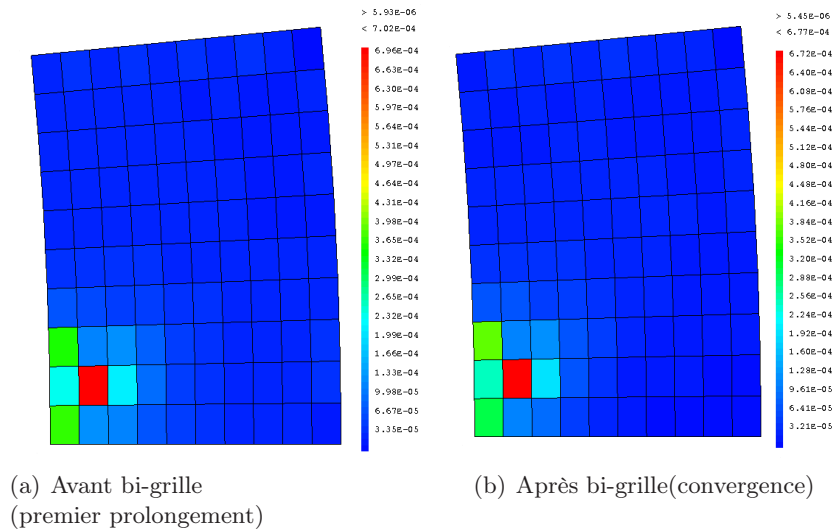 > 5.93E-06
< 7.02E-04
6.96E-04
6.63E-04
6.30E-04
5.97E-04
5.64E-04
5.31E-04
4.97E-04
4.64E-04
4.31E-04
3.98E-04
3.65E-04
3.32E-04
2.99E-04
2.65E-04
2.32E-04
1.99E-04
1.66E-04
1.33E-04
9.98E-05
6.67E-05
3.35E-05
> 5.45E-06
< 6.77E-04
6.72E-04
6.40E-04
6.08E-04
5.76E-04
5.44E-04
5.12E-04
4.80E-04
4.48E-04
4.16E-04
3.84E-04
3.52E-04
3.20E-04
2.88E-04
2.56E-04
2.24E-04
1.92E-04
1.60E-04
1.28E-04
9.61E-05
6.41E-05
3.21E-05
(a) Avant bi-grille
(premier prolongement)
(b) Après bi-grille(convergence)